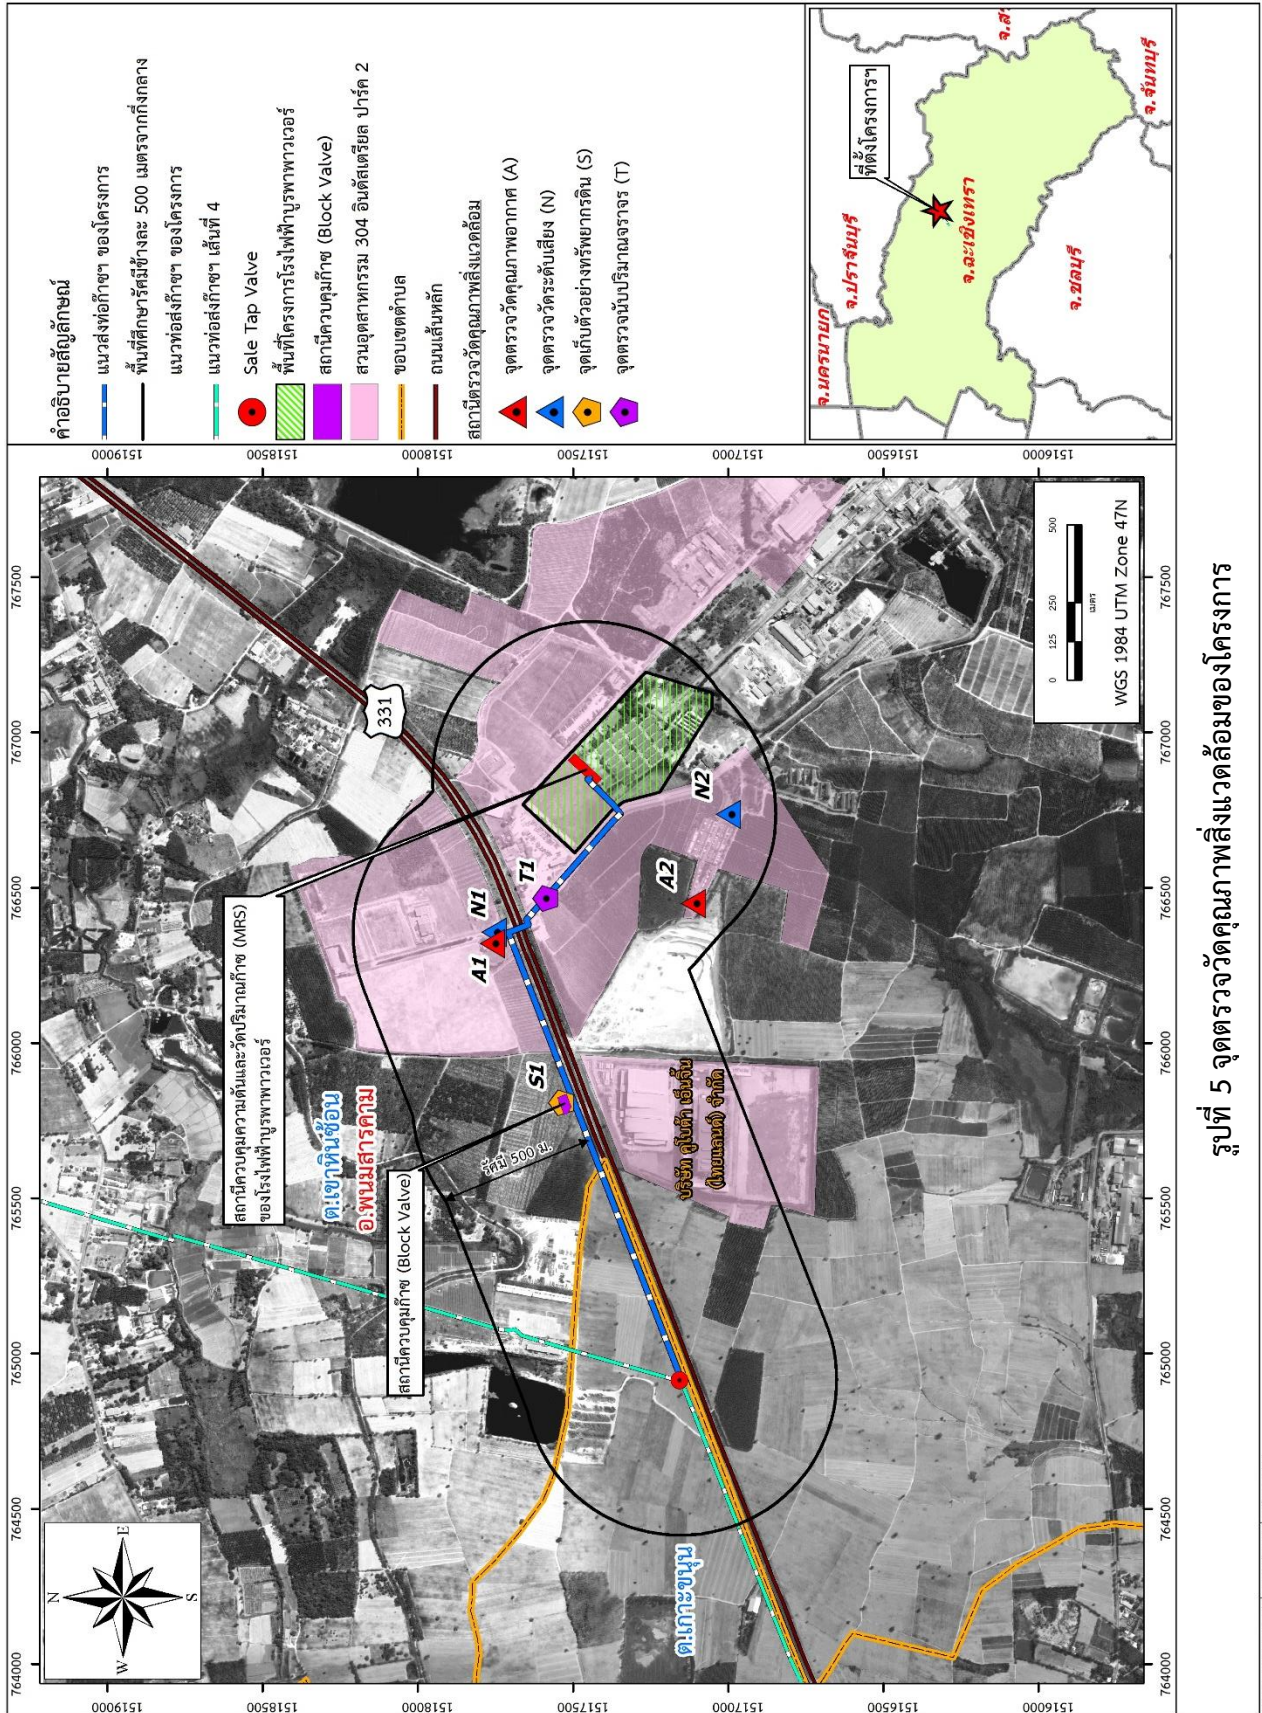 764000
764500
765000
765500
766000
766500
767000
767500
1519000
1518500
1518000
1517500
1517000
1516500
1516000
N
W
E
S
สถานีควบคุมความดันและวัดปริมาณก๊าซ (MRS)
ของโรงไฟฟ้าบูรพาพาวเวอร์
ต.เขาหินซ้อน
อ.พนมสารคาม
สถานีควบคุมก๊าซ (Block Valve)
รัศมี 500 ม.
331
S1
A1
N1
T1
A2
N2
บริษัท คูโบต้า เอ็นจิ้น
(ไทยแลนด์) จำกัด
ต.เกาะขนุน
0
125
250
500
เมตร
WGS 1984 UTM Zone 47N
764000
764500
765000
765500
766000
766500
767000
767500
1519000
1518500
1518000
1517500
1517000
1516500
1516000
คำอธิบายสัญลักษณ์
แนวส่งท่อก๊าซฯ ของโครงการ
พื้นที่ศึกษารัศมีข้างละ 500 เมตรจากกึ่งกลาง
แนวท่อส่งก๊าซฯ ของโครงการ
แนวท่อส่งก๊าซฯ เส้นที่ 4
Sale Tap Valve
พื้นที่โครงการโรงไฟฟ้าบูรพาพาวเวอร์
สถานีควบคุมก๊าซ (Block Valve)
สวนอุตสาหกรรม 304 อินดัสเตรียล ปาร์ค 2
ขอบเขตตำบล
ถนนเส้นหลัก
สถานีตรวจวัดคุณภาพสิ่งแวดล้อม
จุดตรวจวัดคุณภาพอากาศ (A)
จุดตรวจวัดระดับเสียง (N)
จุดเก็บตัวอย่างทรัพยากรดิน (S)
จุดตรวจนับปริมาณจราจร (T)
จ.นครนายก
จ.ปราจีนบุรี
ที่ตั้งโครงการฯ
จ.ฉะเชิงเทรา
จ.ชลบุรี
จ.จันทบุรี
รูปที่ 5 จุดตรวจวัดคุณภาพสิ่งแวดล้อมของโครงการ